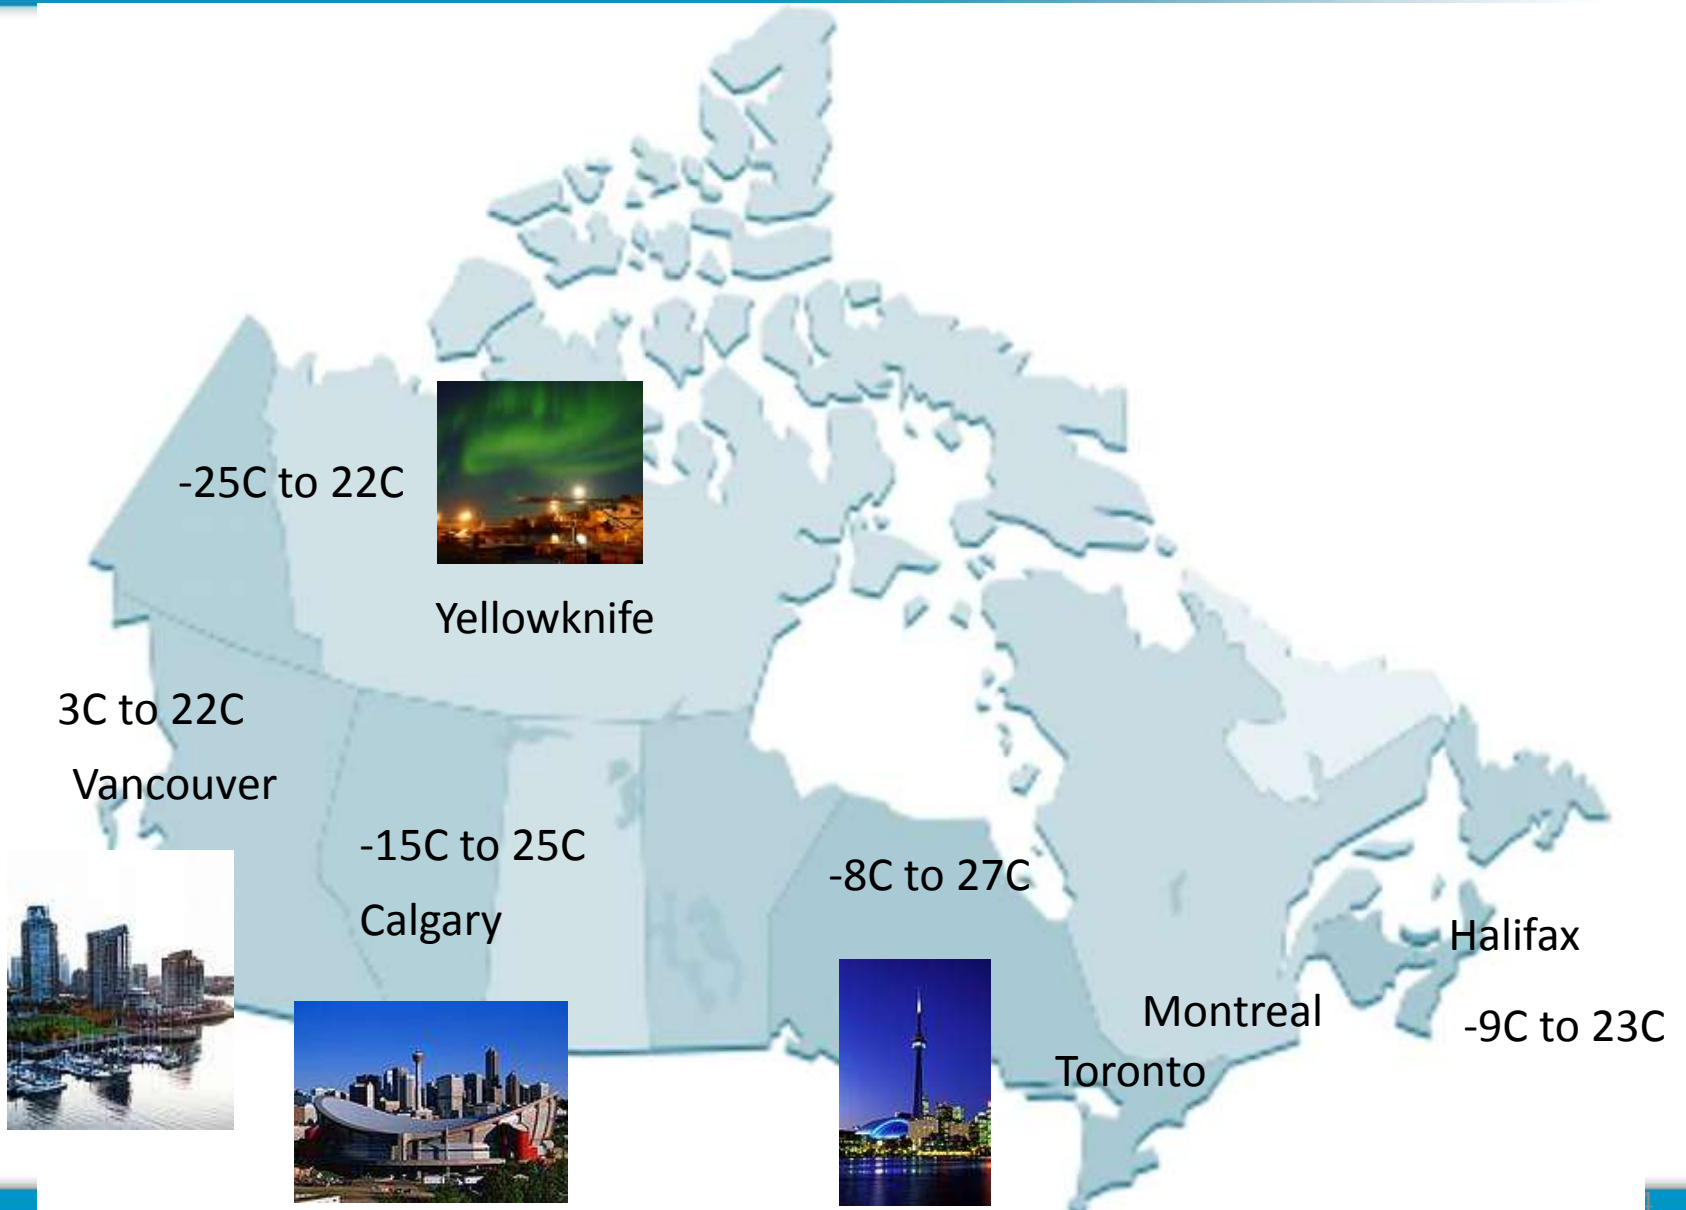 -25C to 22C
Yellowknife
3C to 22C
Vancouver
-15C to 25C
Calgary
-8C to 27C
Halifax
Montreal
-9C to 23C
Toronto